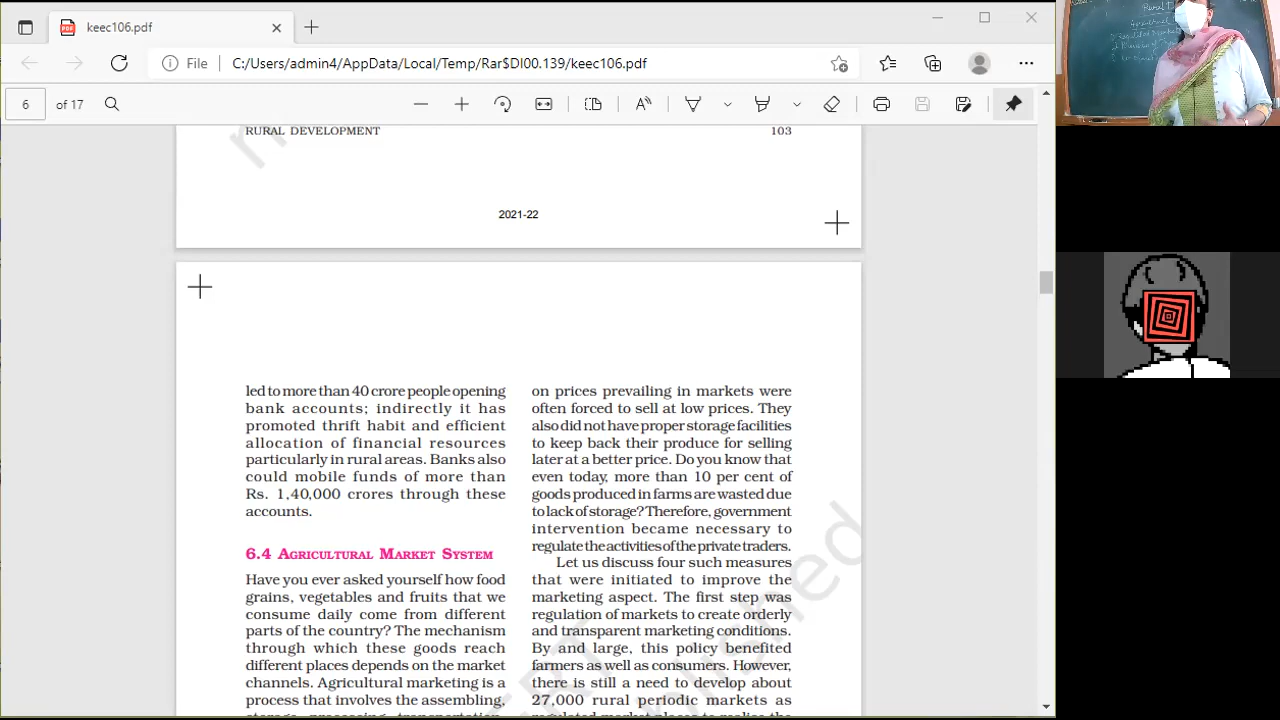 keec106.pdf
File
C:/Users/admin4/AppData/Local/Temp/Rar$DI00.139/keec106.pdf
6 of 17
RURAL DEVELOPMENT 103
2021-22
led to more than 40 crore people opening
bank accounts; indirectly it has
promoted thrift habit and efficient
allocation of financial resources
particularly in rural areas. Banks also
could mobile funds of more than
Rs. 1,40,000 crores through these
accounts.
6.4 AGRICULTURAL MARKET SYSTEM
Have you ever asked yourself how food
grains, vegetables and fruits that we
consume daily come from different
parts of the country? The mechanism
through which these goods reach
different places depends on the market
channels. Agricultural marketing is a
process that involves the assembling,
storage, processing, transportation,
on prices prevailing in markets were
often forced to sell at low prices. They
also did not have proper storage facilities
to keep back their produce for selling
later at a better price. Do you know that
even today, more than 10 per cent of
goods produced in farms are wasted due
to lack of storage? Therefore, government
intervention became necessary to
regulate the activities of the private traders.
Let us discuss four such measures
that were initiated to improve the
marketing aspect. The first step was
regulation of markets to create orderly
and transparent marketing conditions.
By and large, this policy benefited
farmers as well as consumers. However,
there is still a need to develop about
27,000 rural periodic markets as
regulated market places to realise the